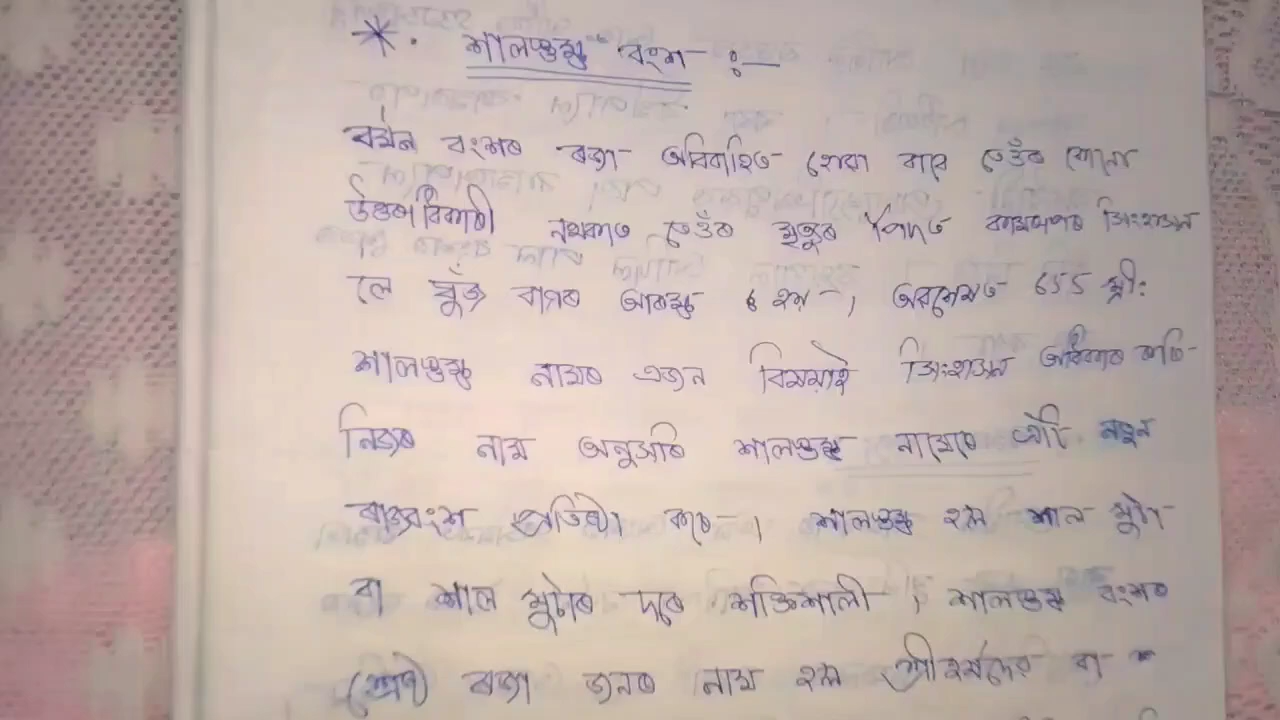 * শালস্তম্ভ বংশ :-
বৰ্মন বংশৰ ৰজা অবিবাহিত হোৱা বাবে তেওঁৰ কোনো
উত্তৰাধিকাৰী নথকাত তেওঁৰ মৃত্যুৰ পিছত কামৰূপৰ সিংহাসন
লৈ যুঁজ বাগৰ আৰম্ভ হয়, অৱশেষত 655 খ্ৰী:
শালস্তম্ভ নামৰ এজন বিষয়াই সিংহাসন অধিকাৰ কৰি-
নিজৰ নাম অনুসৰি শালস্তম্ভ নামেৰে এটা নতুন
ৰাজবংশ প্ৰতিষ্ঠা কৰে, শালস্তম্ভ হল শাল খুটা
বা শাল খুটাৰ দৰে শক্তিশালী, শালস্তম্ভ বংশৰ
শ্ৰেষ্ঠ ৰজা জনৰ নাম হল শ্ৰীহৰ্ষদেৱ বা